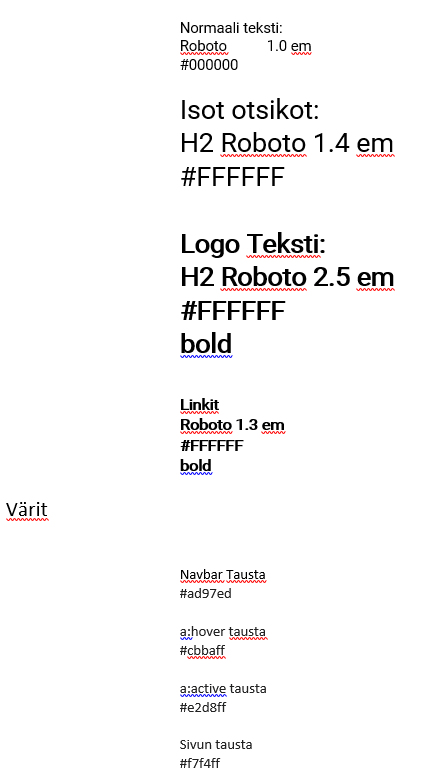 Normaali teksti:
Roboto 1.0 em
#000000
Isot otsikot:
H2 Roboto 1.4 em
#FFFFFF
Logo Teksti:
H2 Roboto 2.5 em
#FFFFFF
bold
Linkit
Roboto 1.3 em
#FFFFFF
bold
Värit
Navbar Tausta
#ad97ed
a:hover tausta
#cbbaff
a:active tausta
#e2d8ff
Sivun tausta
#f7f4ff